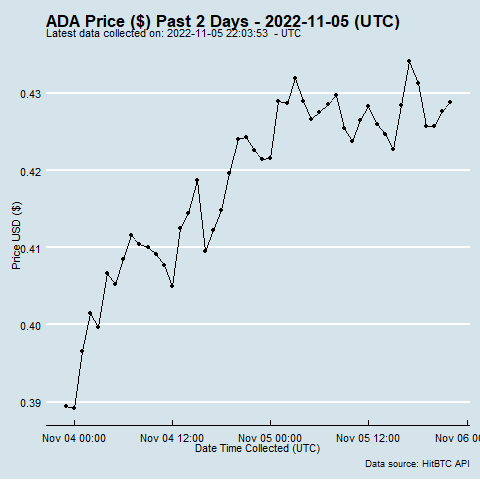 ADA Price ($) Past 2 Days - 2022-11-05 (UTC)
Latest data collected on: 2022-11-05 22:03:53 - UTC
0.43
0.42
0.41
0.40
0.39
Price USD ($)
Nov 04 00:00 Nov 04 12:00 Nov 05 00:00 Nov 05 12:00 Nov 06 0
Date Time Collected (UTC)
Data source: HitBTC API